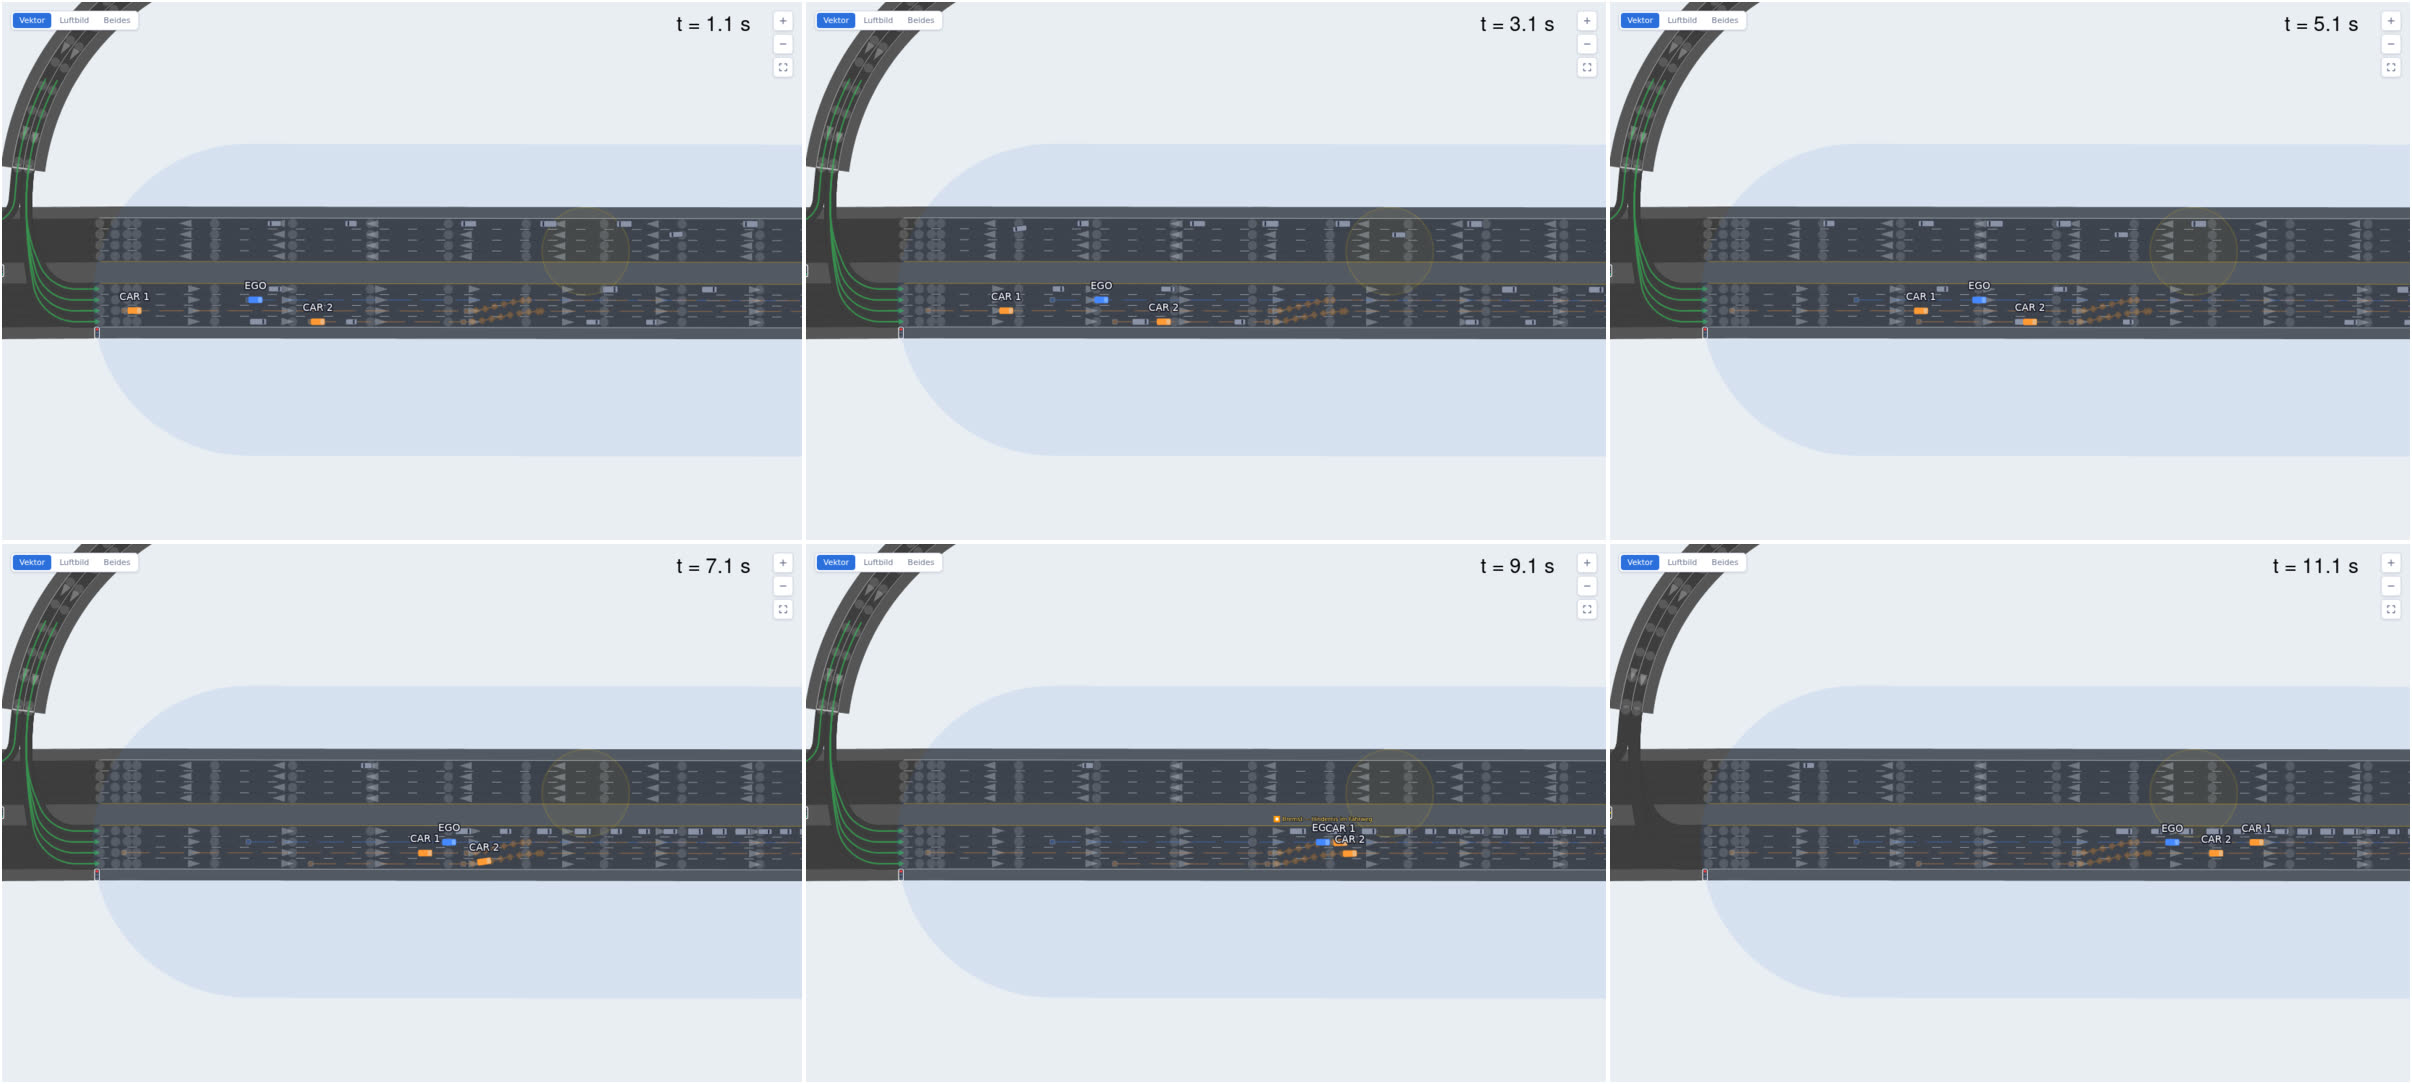 Vektor Luftbild Beides
t = 1.1 s
+
−
EGO
CAR 1
CAR 2
Vektor Luftbild Beides
t = 3.1 s
+
−
EGO
CAR 1
CAR 2
Vektor Luftbild Beides
t = 5.1 s
+
−
EGO
CAR 1
CAR 2
Vektor Luftbild Beides
t = 7.1 s
+
−
EGO
CAR 1
CAR 2
Vektor Luftbild Beides
t = 9.1 s
+
−
CAR 1
CAR 2
Vektor Luftbild Beides
t = 11.1 s
+
−
EGO
CAR 1
CAR 2